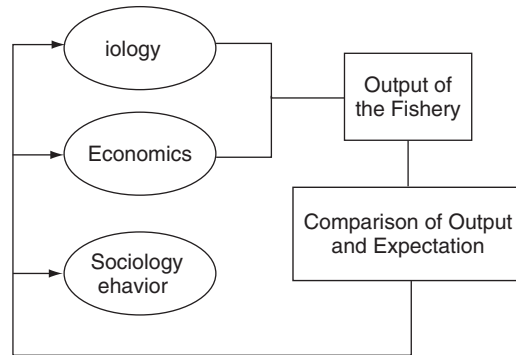 iology
Economics
Sociology
ehavior
Output of
the Fishery
Comparison of Output
and Expectation